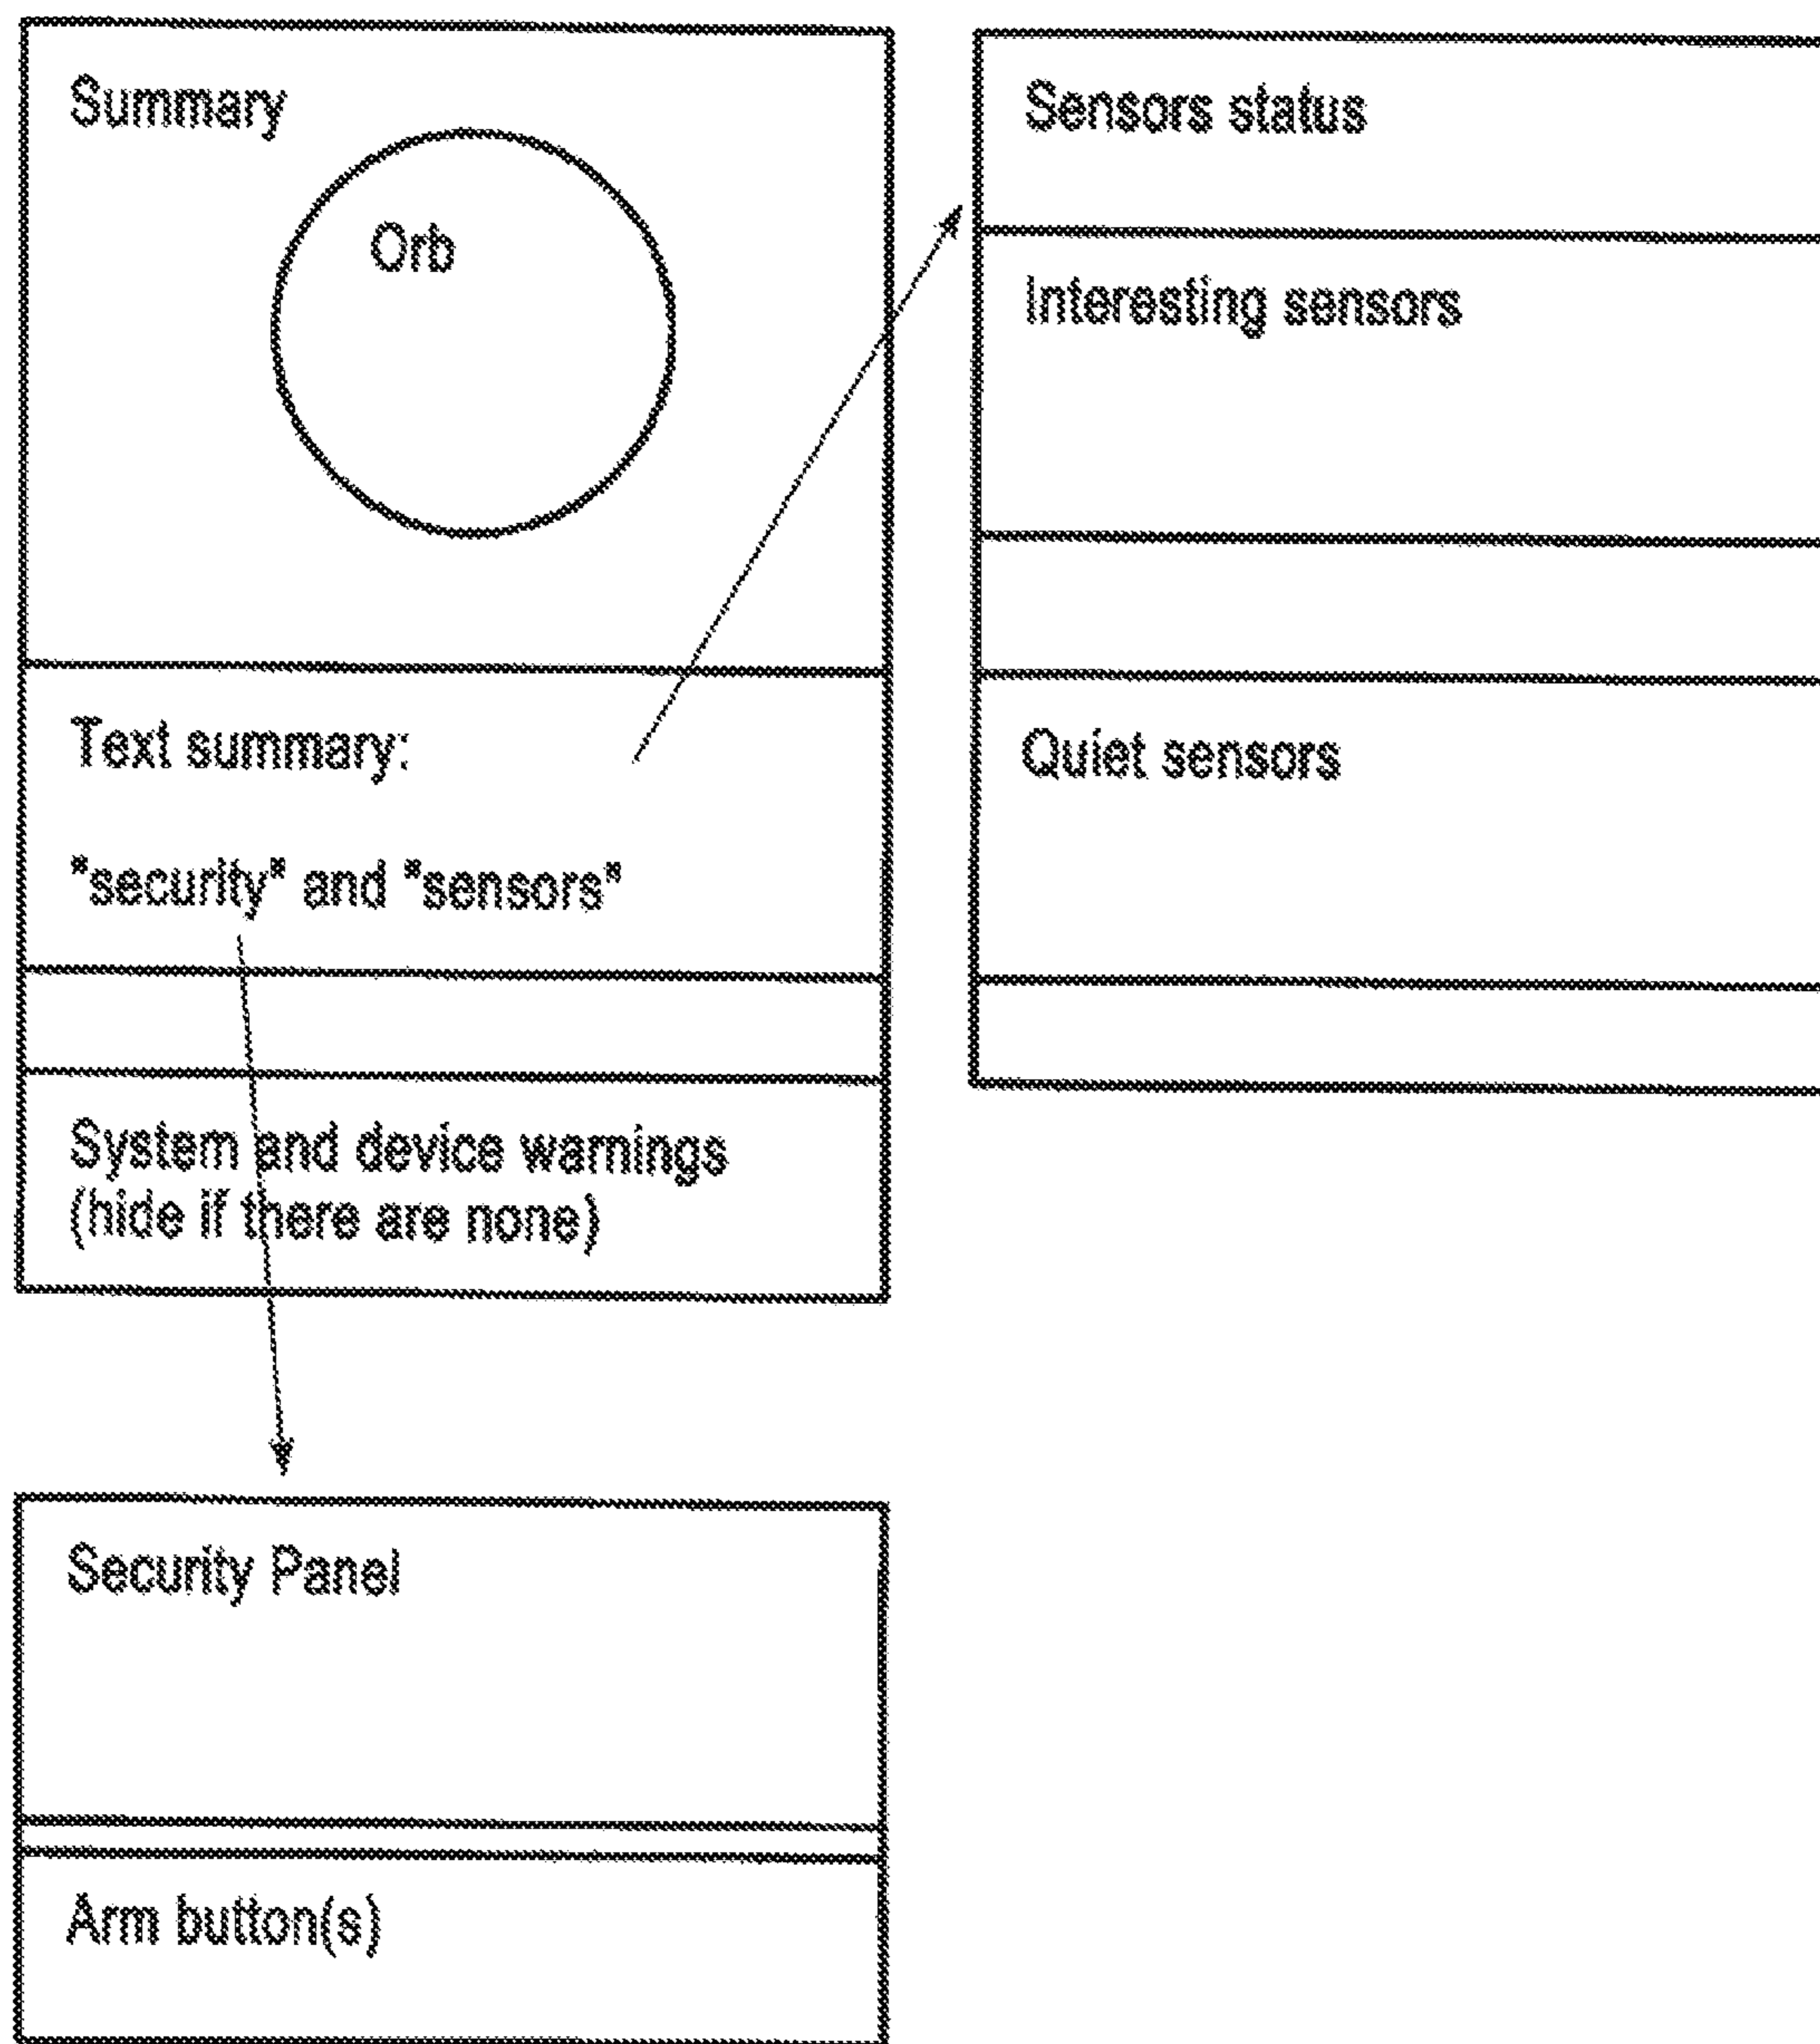 Summary
Orb
Text summary:
"security" and "sensors"
System and device warnings
(hide if there are none)
Sensors status
Interesting sensors
Quiet sensors
Security Panel
Arm button(s)